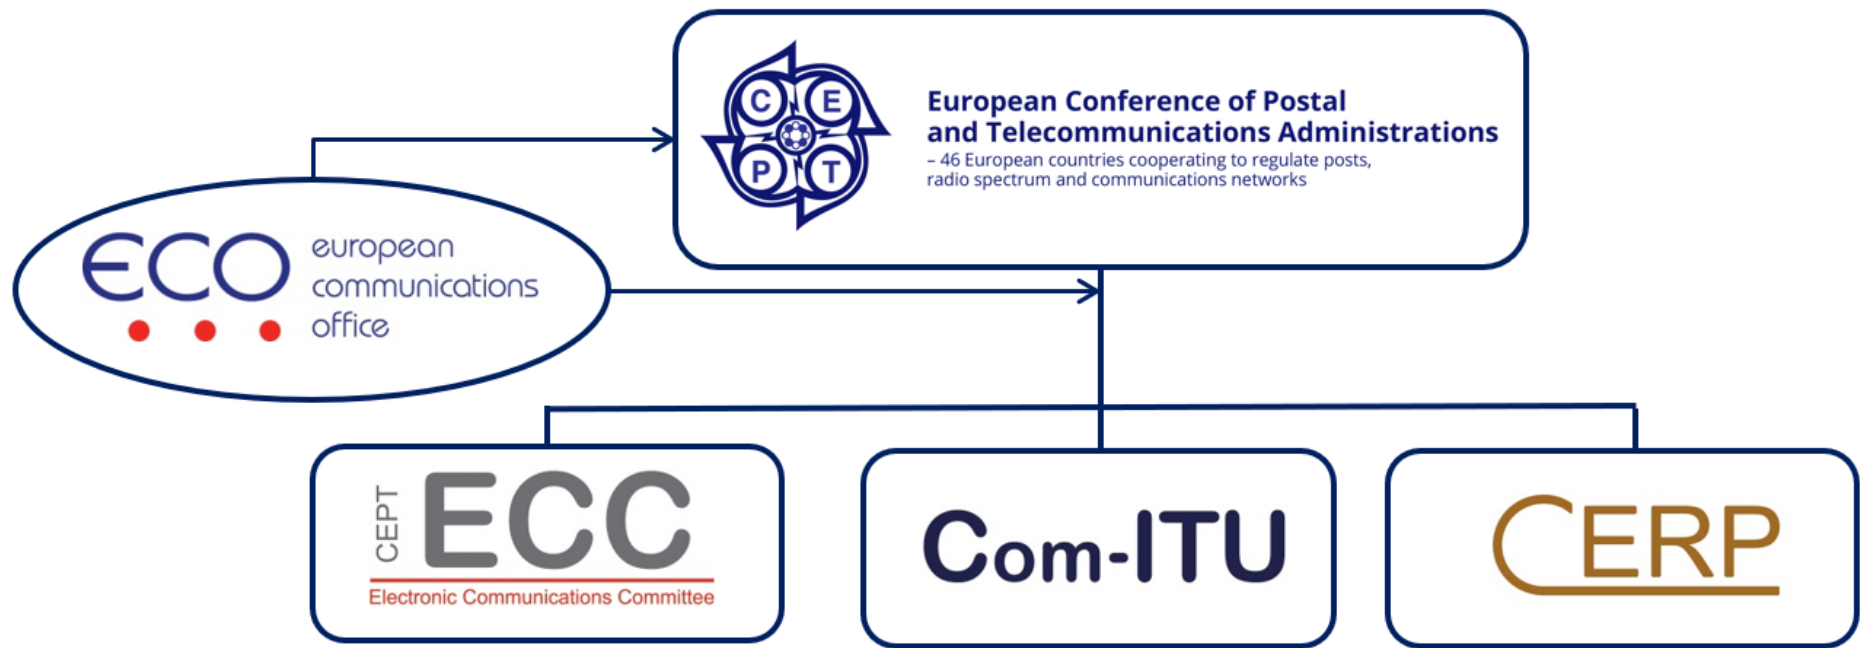 C E
P T
European Conference of Postal
and Telecommunications Administrations
– 46 European countries cooperating to regulate posts,
radio spectrum and communications networks
ECO
european
communications
office
CEPT
ECC
Electronic Communications Committee
Com-ITU
CERP